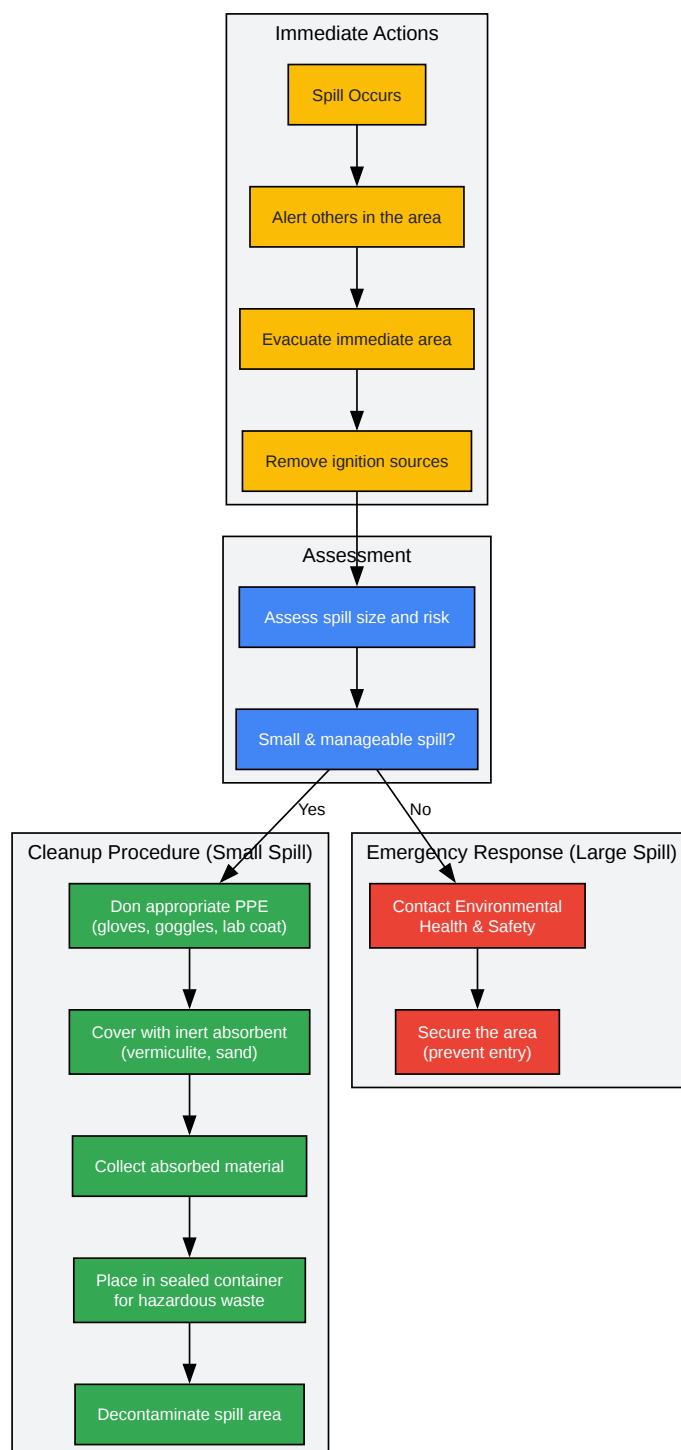 Immediate Actions
Spill Occurs
Alert others in the area
Evacuate immediate area
Remove ignition sources
Assessment
Assess spill size and risk
Small & manageable spill?
Yes
No
Cleanup Procedure (Small Spill)
Don appropriate PPE
(gloves, goggles, lab coat)
Cover with inert absorbent
(vermiculite, sand)
Collect absorbed material
Place in sealed container
for hazardous waste
Decontaminate spill area
Emergency Response (Large Spill)
Contact Environmental
Health & Safety
Secure the area
(prevent entry)